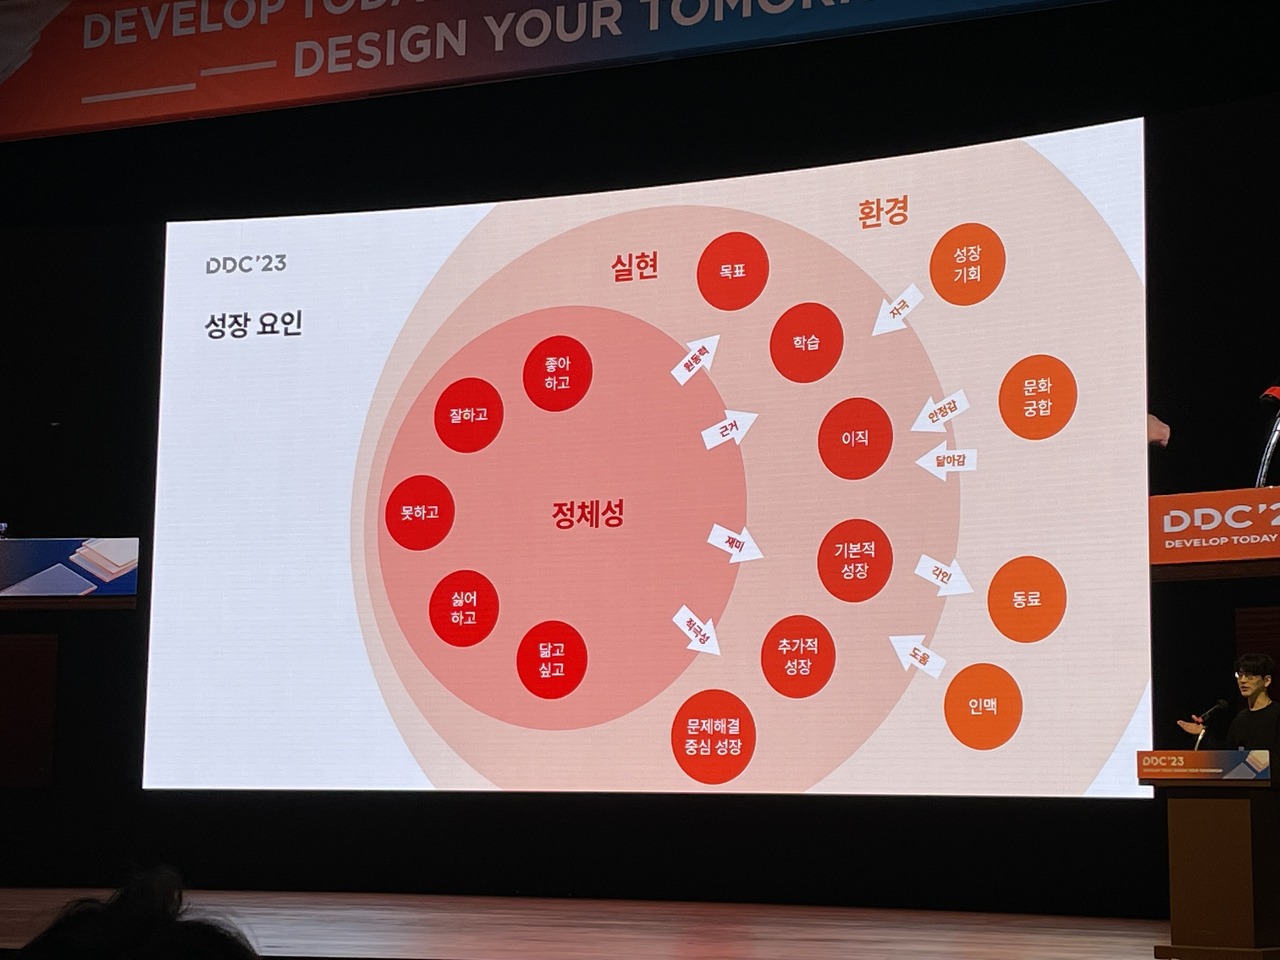 DEVELOP TODAY
DESIGN YOUR TOMOR
DDC'23
성장 요인
환경
실현
정체성
좋아
하고
잘하고
못하고
싫어
하고
닮고
싶고
원동력
근거
재미
적극성
목표
학습
이직
기본적
성장
추가적
성장
문제해결
중심 성장
자극
안정감
닮아감
각인
도움
성장
기회
문화
궁합
동료
인맥
DDC'2
DEVELOP TODAY
DDC'23